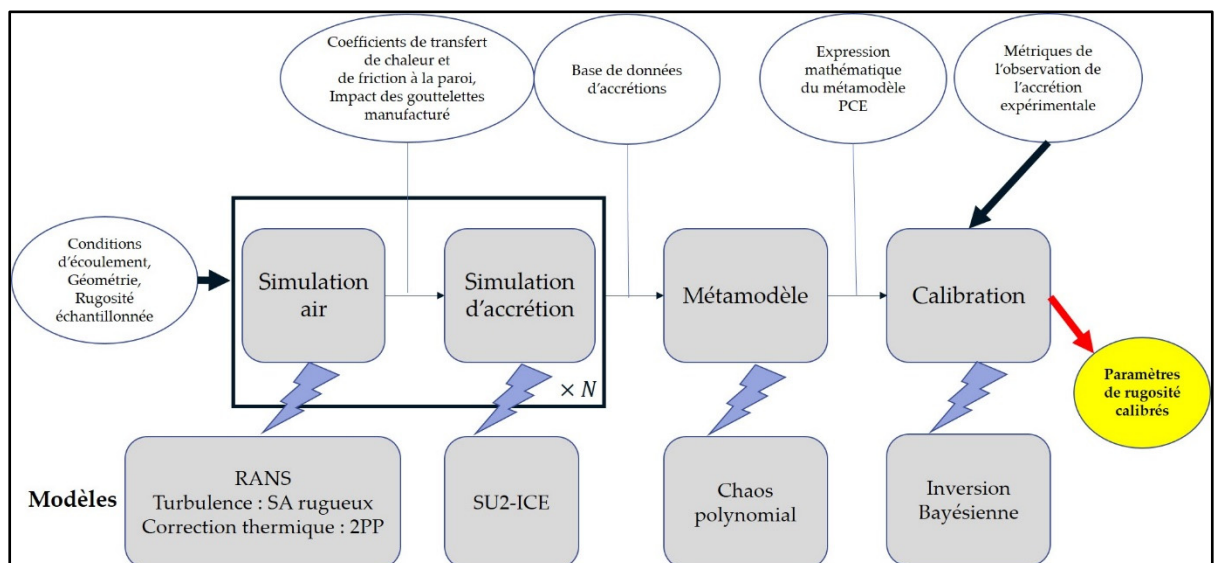 Coefficients de transfert
de chaleur et
de friction à la paroi,
Impact des gouttelettes
manufacturé
Base de données
d'accrétions
Expression
mathématique
du métamodèle
PCE
Métriques de
l'observation de
l'accrétion
expérimentale
Conditions
d'écoulement,
Géométrie,
Rugosité
échantillonnée
Simulation
air
Simulation
d'accrétion
× N
Métamodèle
Calibration
Paramètres
de rugosité
calibrés
Modèles
RANS
Turbulence : SA rugueux
Correction thermique : 2PP
SU2-ICE
Chaos
polynomial
Inversion
Bayésienne